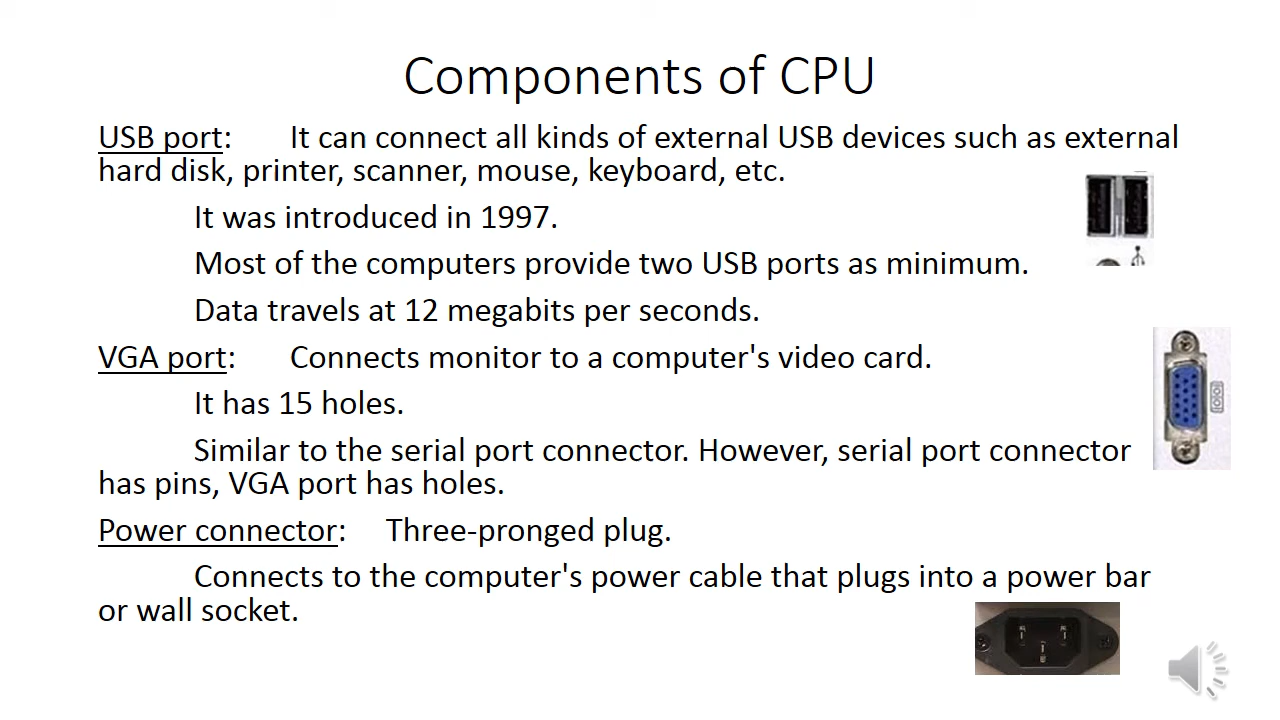 Components of CPU
USB port: It can connect all kinds of external USB devices such as external
hard disk, printer, scanner, mouse, keyboard, etc.
It was introduced in 1997.
Most of the computers provide two USB ports as minimum.
Data travels at 12 megabits per seconds.
VGA port: Connects monitor to a computer's video card.
It has 15 holes.
Similar to the serial port connector. However, serial port connector
has pins, VGA port has holes.
Power connector: Three-pronged plug.
Connects to the computer's power cable that plugs into a power bar
or wall socket.